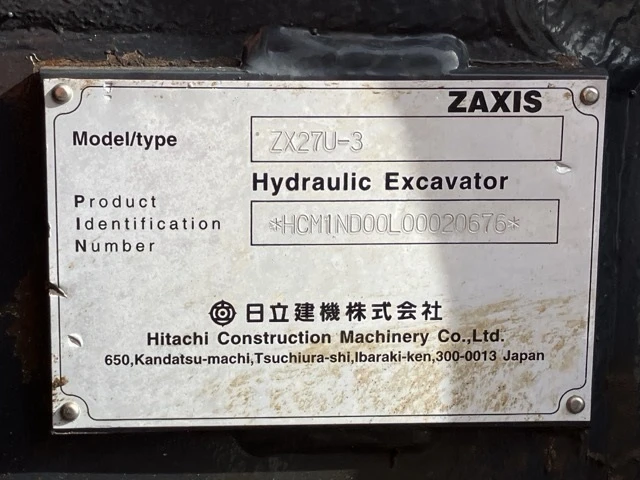 ZAXIS
Model/type ZX27U-3
Hydraulic Excavator
Product
Identification *HCM1ND00L00020676*
Number
日立建機株式会社
Hitachi Construction Machinery Co.,Ltd.
650,Kandatsu-machi,Tsuchiura-shi,Ibaraki-ken,300-0013 Japan